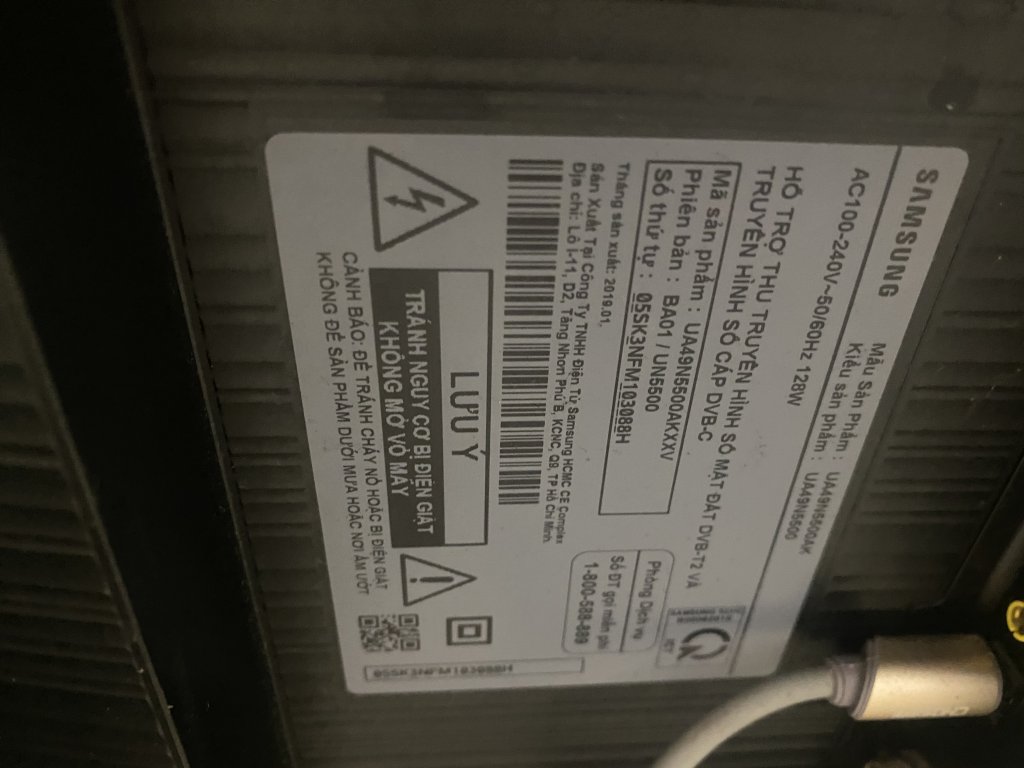 SAMSUNG
Mẫu Sản Phẩm : UA49N5500AK
Kiểu sản phẩm : UA49N5500
AC100-240V~50/60Hz 128W
HỖ TRỢ THU TRUYỀN HÌNH SỐ MẶT ĐẤT DVB-T2 VÀ
TRUYỀN HÌNH SỐ CÁP DVB-C
Mã sản phẩm : UA49N5500AKXXV
Phiên bản : BA01 / UN5500
Số thứ tự : 05SK3NFM103088H
Tháng sản xuất: 2019.01,
Sản Xuất Tại Công Ty TNHH Điện Tử Samsung HCMC CE Complex
Địa chỉ: Lô I-11, D2, Tăng Nhơn Phú B, KCNC, Q9, TP Hồ Chí Minh
ICT
Phòng Dịch vụ
Số ĐT gọi miễn phí
1-800-588-889
LƯU Ý
TRÁNH NGUY CƠ BỊ ĐIỆN GIẬT
KHÔNG MỞ VỎ MÁY
CẢNH BÁO: ĐỂ TRÁNH CHÁY NỔ HOẶC BỊ ĐIỆN GIẬT
KHÔNG ĐỂ SẢN PHẨM DƯỚI MƯA HOẶC NƠI ẨM ƯỚT
05SK3NFM103088H